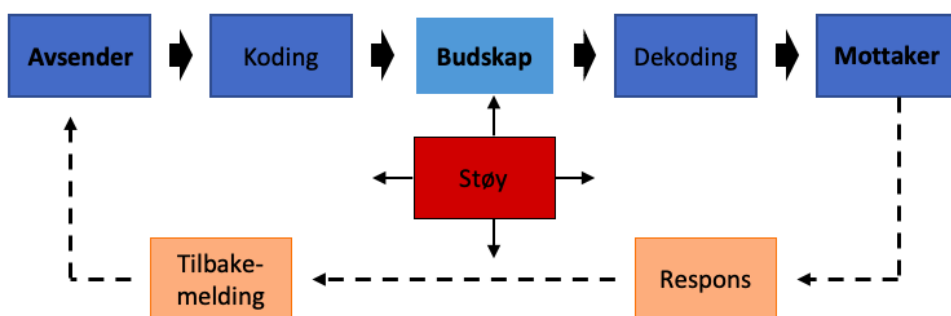 Avsender
Koding
Budskap
Dekoding
Mottaker
Støy
Tilbake-
melding
Respons